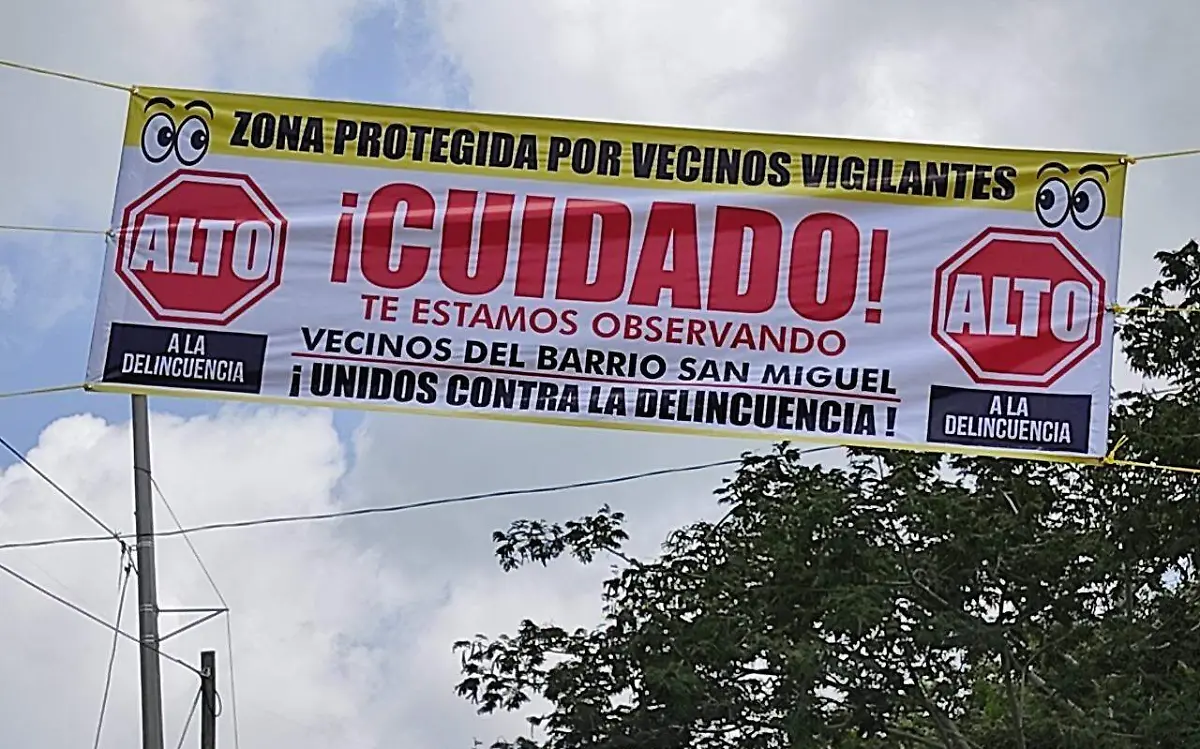 ZONA PROTEGIDA POR VECINOS VIGILANTES
ALTO
A LA
DELINCUENCIA
¡CUIDADO!
TE ESTAMOS OBSERVANDO
VECINOS DEL BARRIO SAN MIGUEL
¡UNIDOS CONTRA LA DELINCUENCIA !
ALTO
A LA
DELINCUENCIA